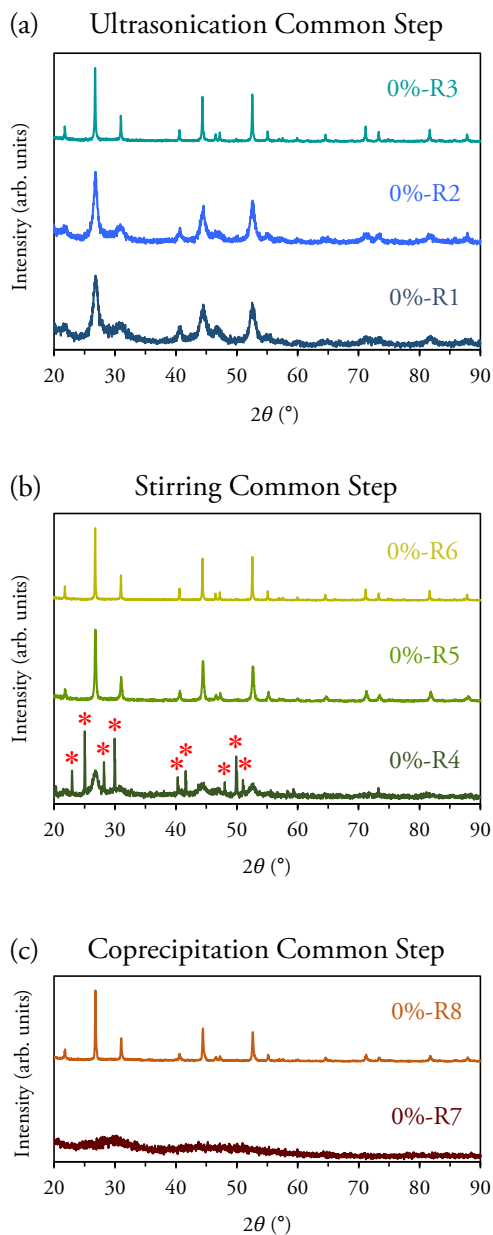 (a) Ultrasonication Common Step
Intensity (arb. units)
0%-R3
0%-R2
0%-R1
20 30 40 50 60 70 80 90
2θ (°)
(b) Stirring Common Step
Intensity (arb. units)
0%-R6
0%-R5
0%-R4
* * * * * * * * *
20 30 40 50 60 70 80 90
2θ (°)
(c) Coprecipitation Common Step
Intensity (arb. units)
0%-R8
0%-R7
20 30 40 50 60 70 80 90
2θ (°)